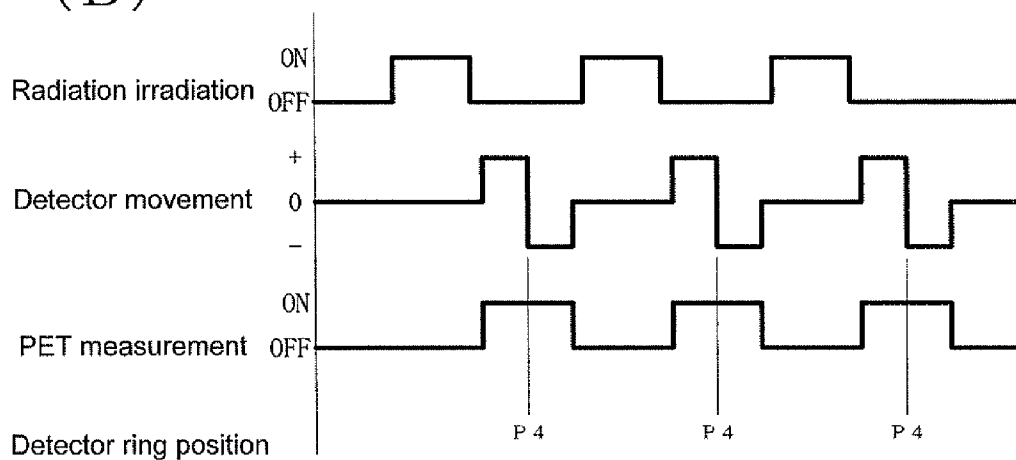 (B)
ON
Radiation irradiation
OFF
+
Detector movement 0
−
ON
PET measurement OFF
P 4 P 4 P 4
Detector ring position